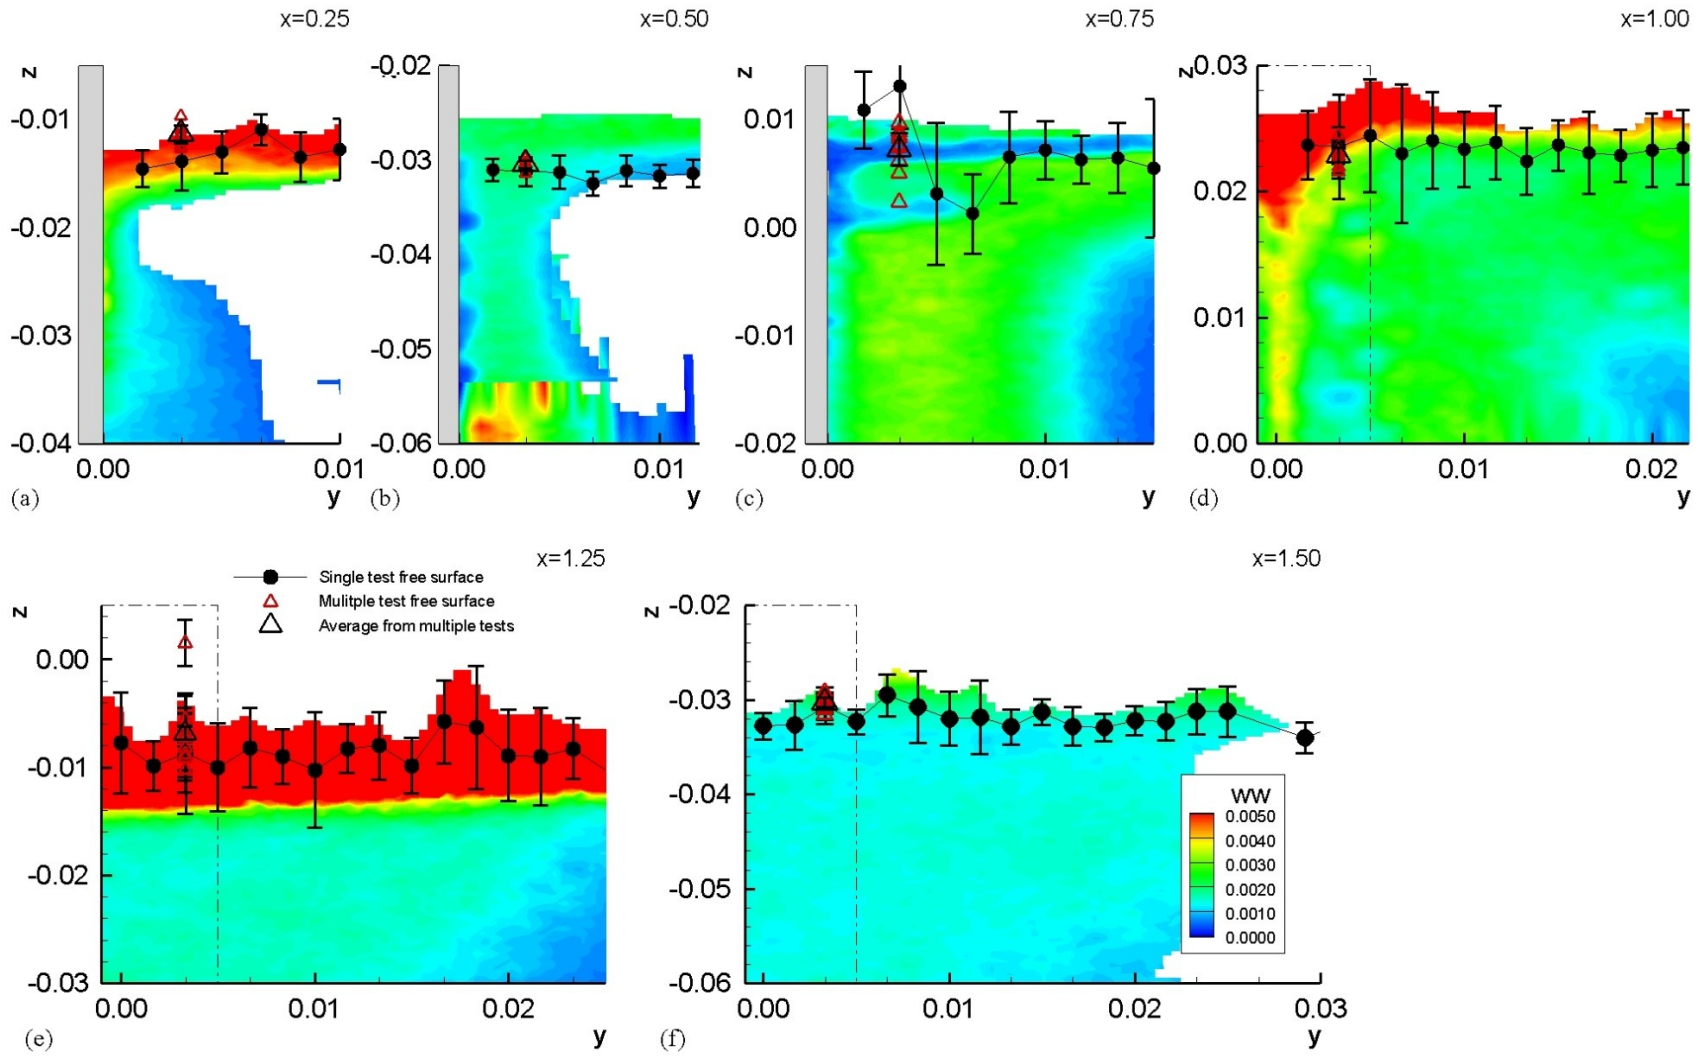 x=0.25
x=0.50
x=0.75
x=1.00
z
-0.01
-0.02
-0.03
-0.04
0.00
0.01
y
(a)
-0.02
z
-0.03
-0.04
-0.05
-0.06
0.00
0.01
y
(b)
z
0.01
0.00
-0.01
-0.02
0.00
0.01
y
(c)
z
0.03
0.02
0.01
0.00
0.00
0.01
0.02
y
(d)
x=1.25
Single test free surface
Mulitple test free surface
Average from multiple tests
z
0.00
-0.01
-0.02
-0.03
0.00
0.01
0.02
y
(e)
x=1.50
z
-0.02
-0.03
-0.04
-0.05
-0.06
0.00
0.01
0.02
0.03
y
(f)
WW
0.0050
0.0040
0.0030
0.0020
0.0010
0.0000